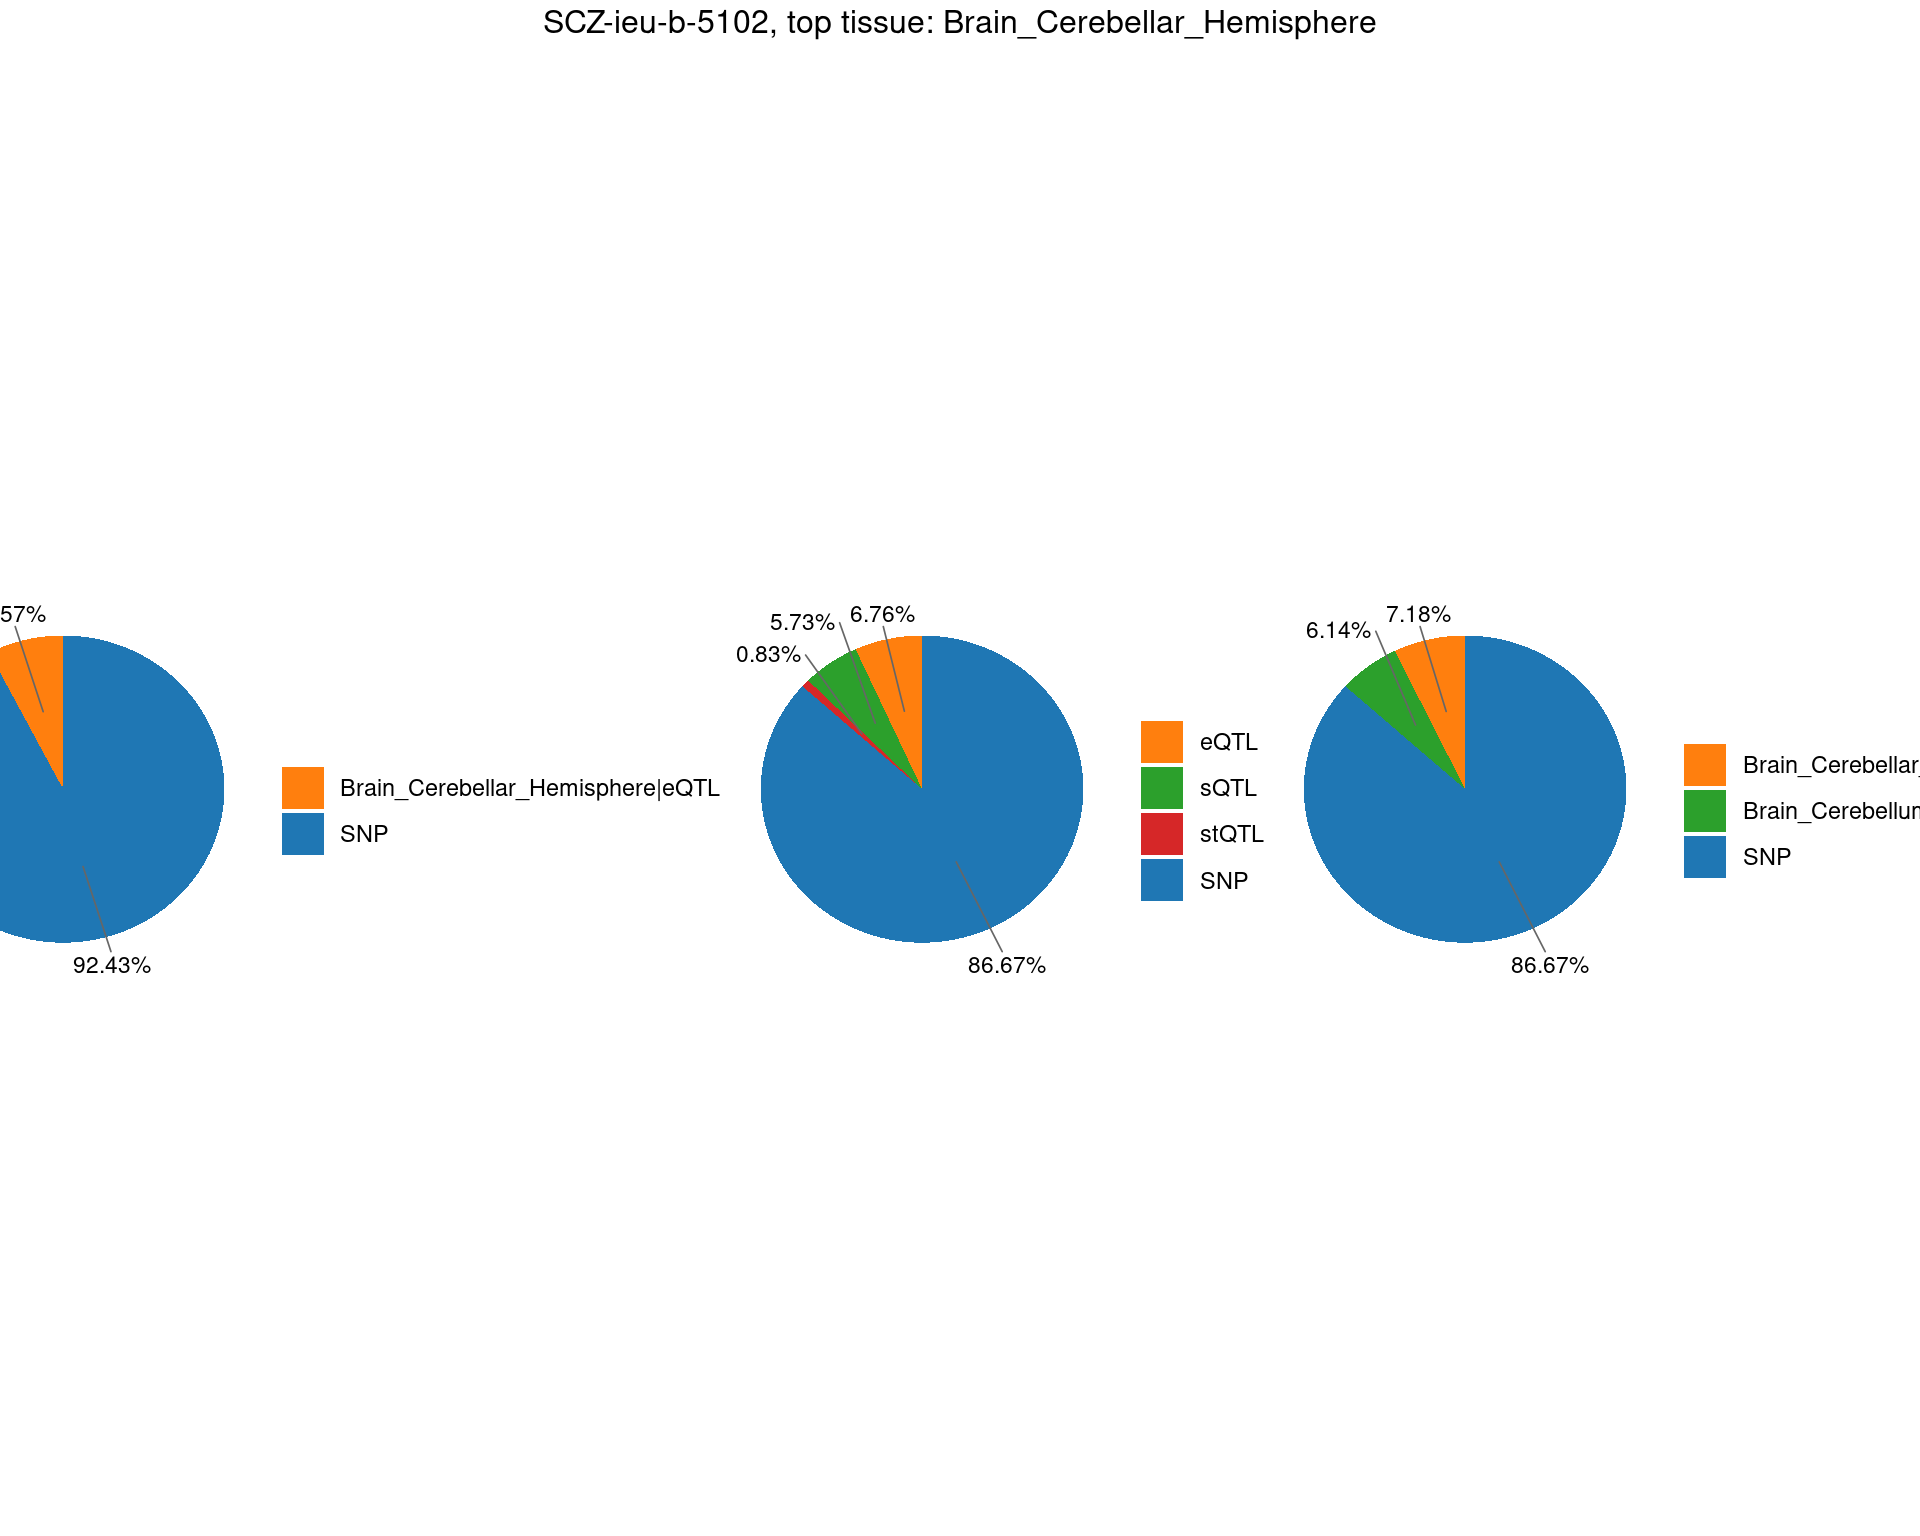 SCZ-ieu-b-5102, top tissue: Brain_Cerebellar_Hemisphere
57%
92.43%
Brain_Cerebellar_Hemisphere|eQTL
SNP
5.73%
6.76%
0.83%
86.67%
eQTL
sQTL
stQTL
SNP
7.18%
6.14%
86.67%
Brain_Cerebellar_
Brain_Cerebellum
SNP